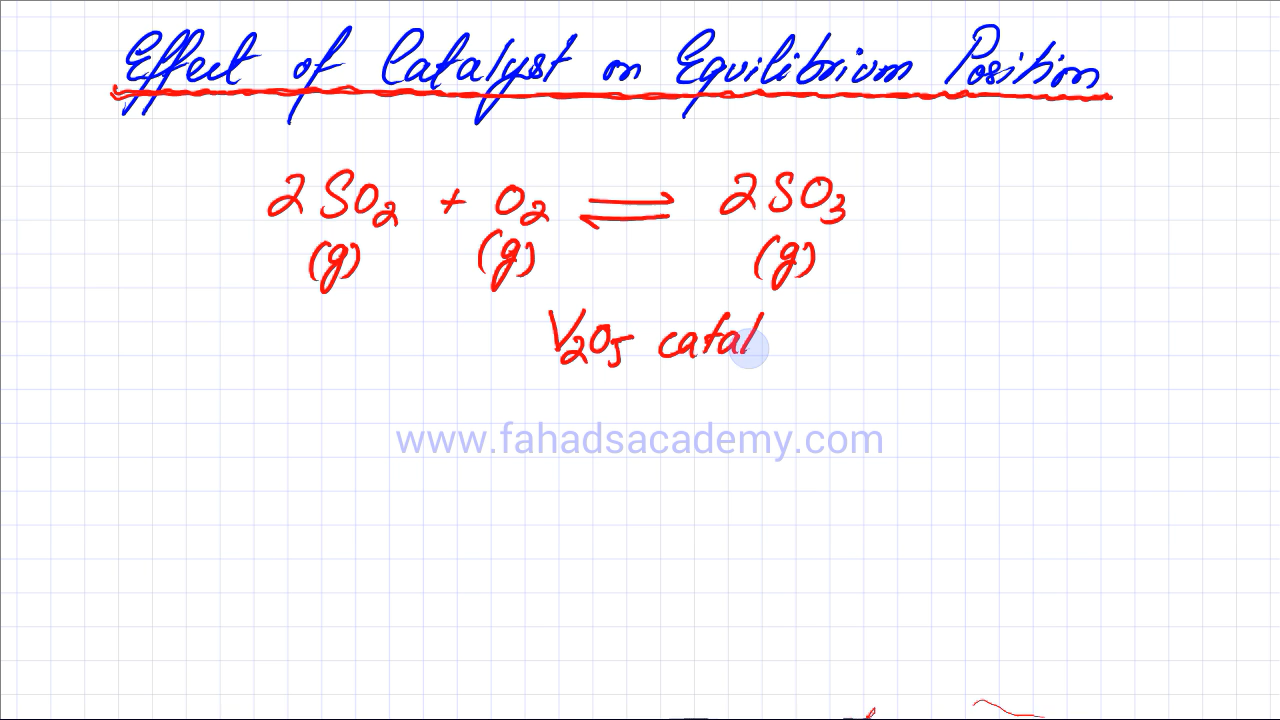 Effect of Catalyst on Equilibrium Position
2SO₂ + O₂ ⇌ 2SO₃
(g) (g) (g)
V₂O₅ catal
www.fahadsacademy.com